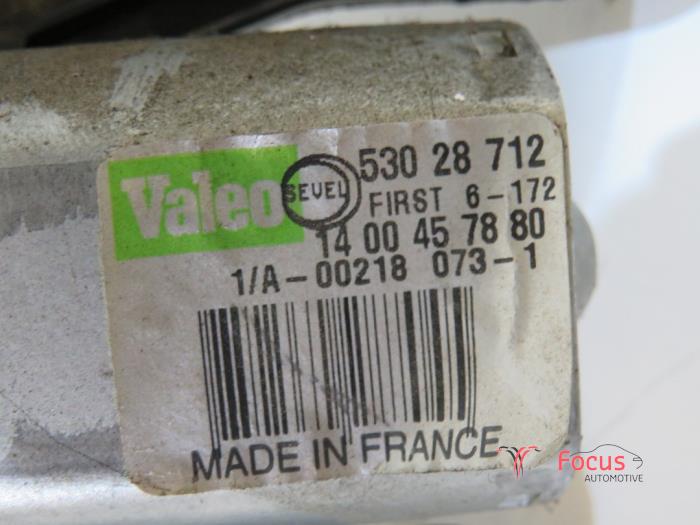 Valeo SEVEL 530 28 712
FIRST 6-172
14 00 45 78 80
1/A-00218 073-1
MADE IN FRANCE
Focus
AUTOMOTIVE